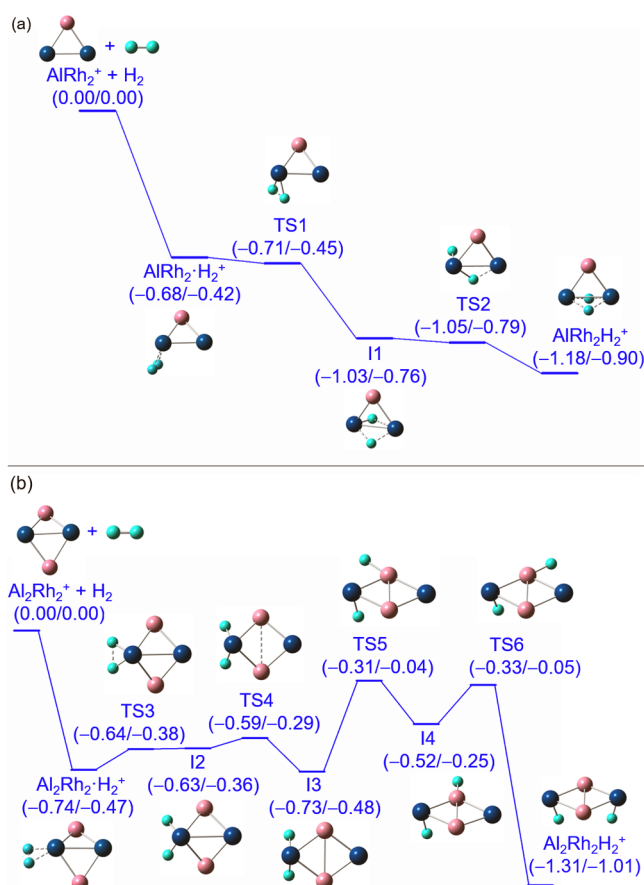 (a)
+
AlRh₂⁺ + H₂
(0.00/0.00)
TS1
(−0.71/−0.45)
AlRh₂·H₂⁺
(−0.68/−0.42)
TS2
(−1.05/−0.79)
I1
(−1.03/−0.76)
AlRh₂H₂⁺
(−1.18/−0.90)
(b)
+
Al₂Rh₂⁺ + H₂
(0.00/0.00)
TS3
(−0.64/−0.38)
TS4
(−0.59/−0.29)
TS5
(−0.31/−0.04)
TS6
(−0.33/−0.05)
Al₂Rh₂·H₂⁺
(−0.74/−0.47)
I2
(−0.63/−0.36)
I3
(−0.73/−0.48)
I4
(−0.52/−0.25)
Al₂Rh₂H₂⁺
(−1.31/−1.01)